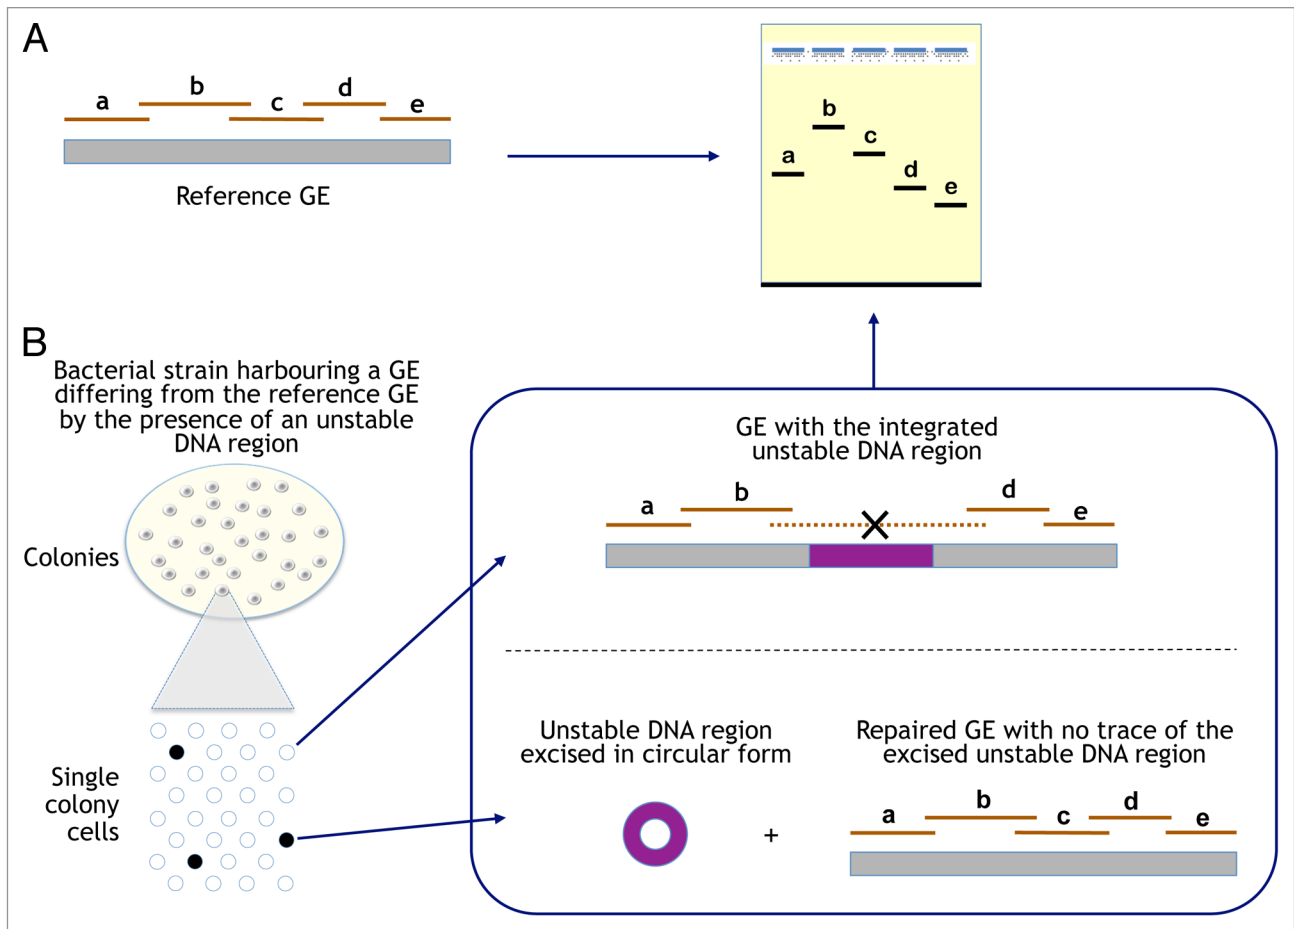 A
a
b
c
d
e
Reference GE
a
b
c
d
e
B
Bacterial strain harbouring a GE
differing from the reference GE
by the presence of an unstable
DNA region
Colonies
Single
colony
cells
GE with the integrated
unstable DNA region
a
b
d
e
Unstable DNA region
excised in circular form
+
Repaired GE with no trace of the
excised unstable DNA region
a
b
c
d
e